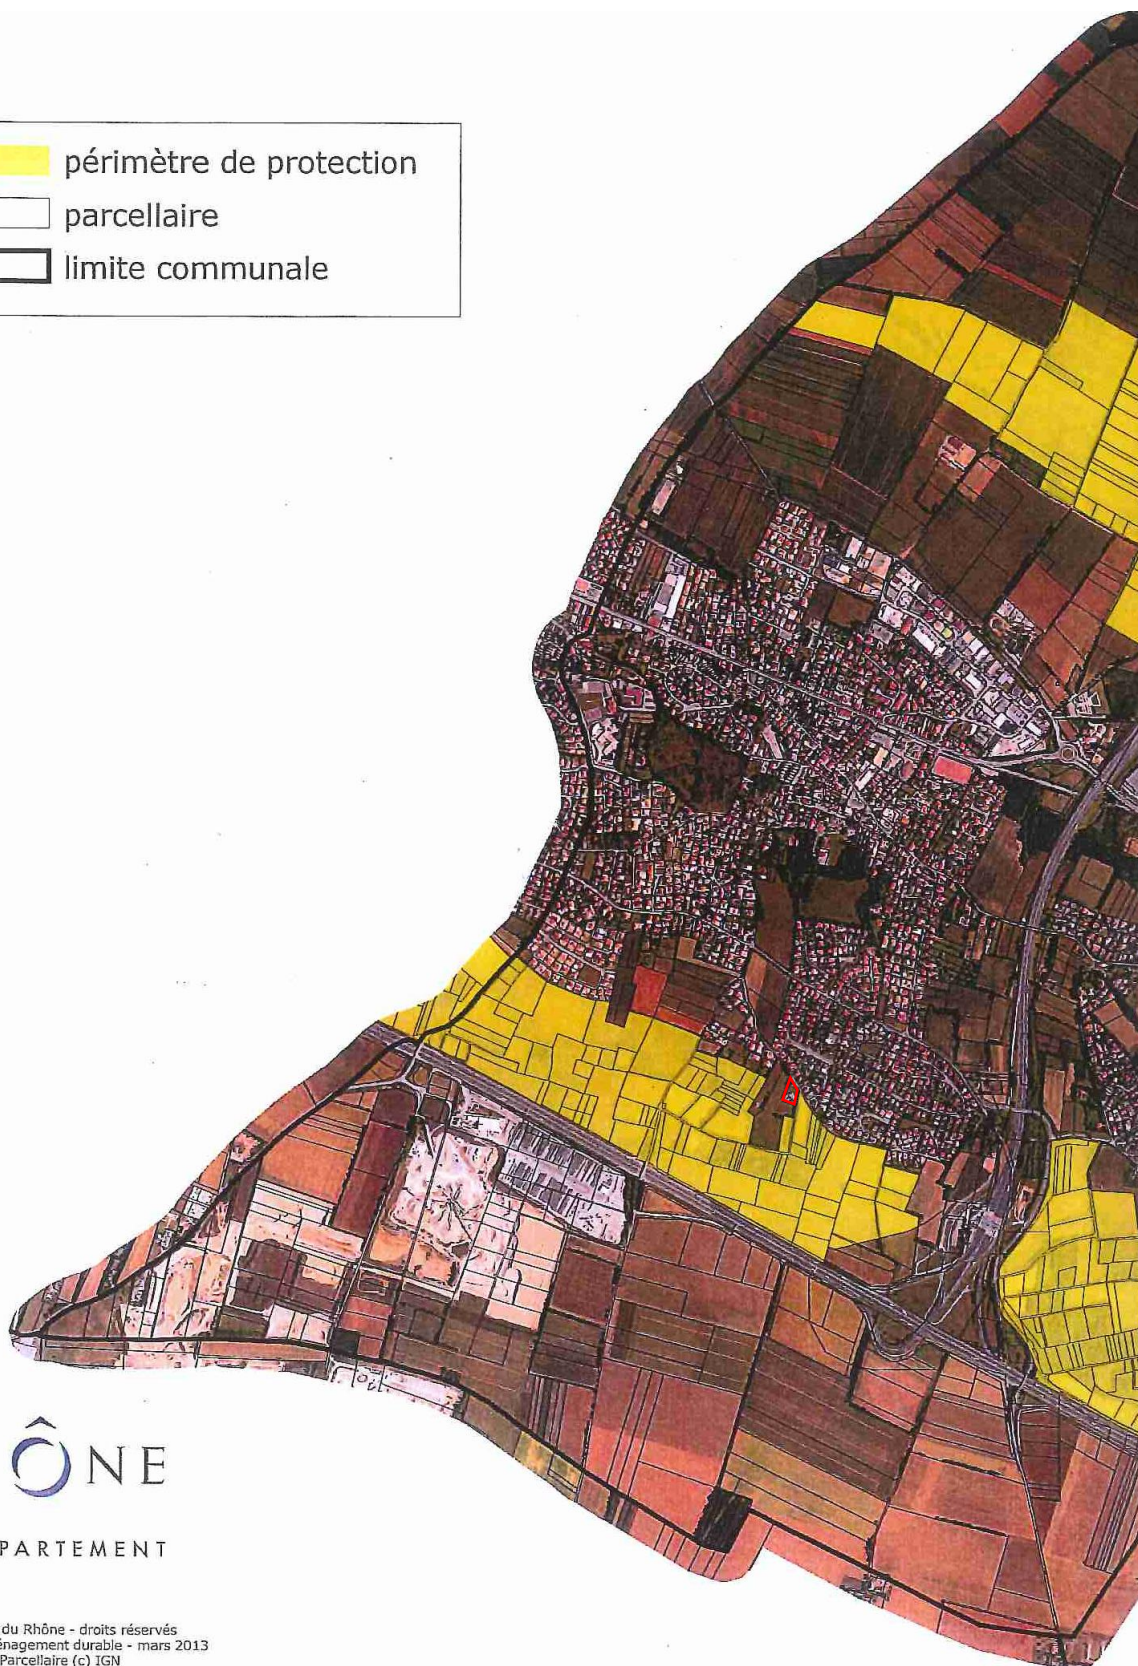 périmètre de protection
parcellaire
limite communale
ÔNE
PARTEMENT
du Rhône - droits réservés
énagement durable - mars 2013
Parcellaire (c) IGN